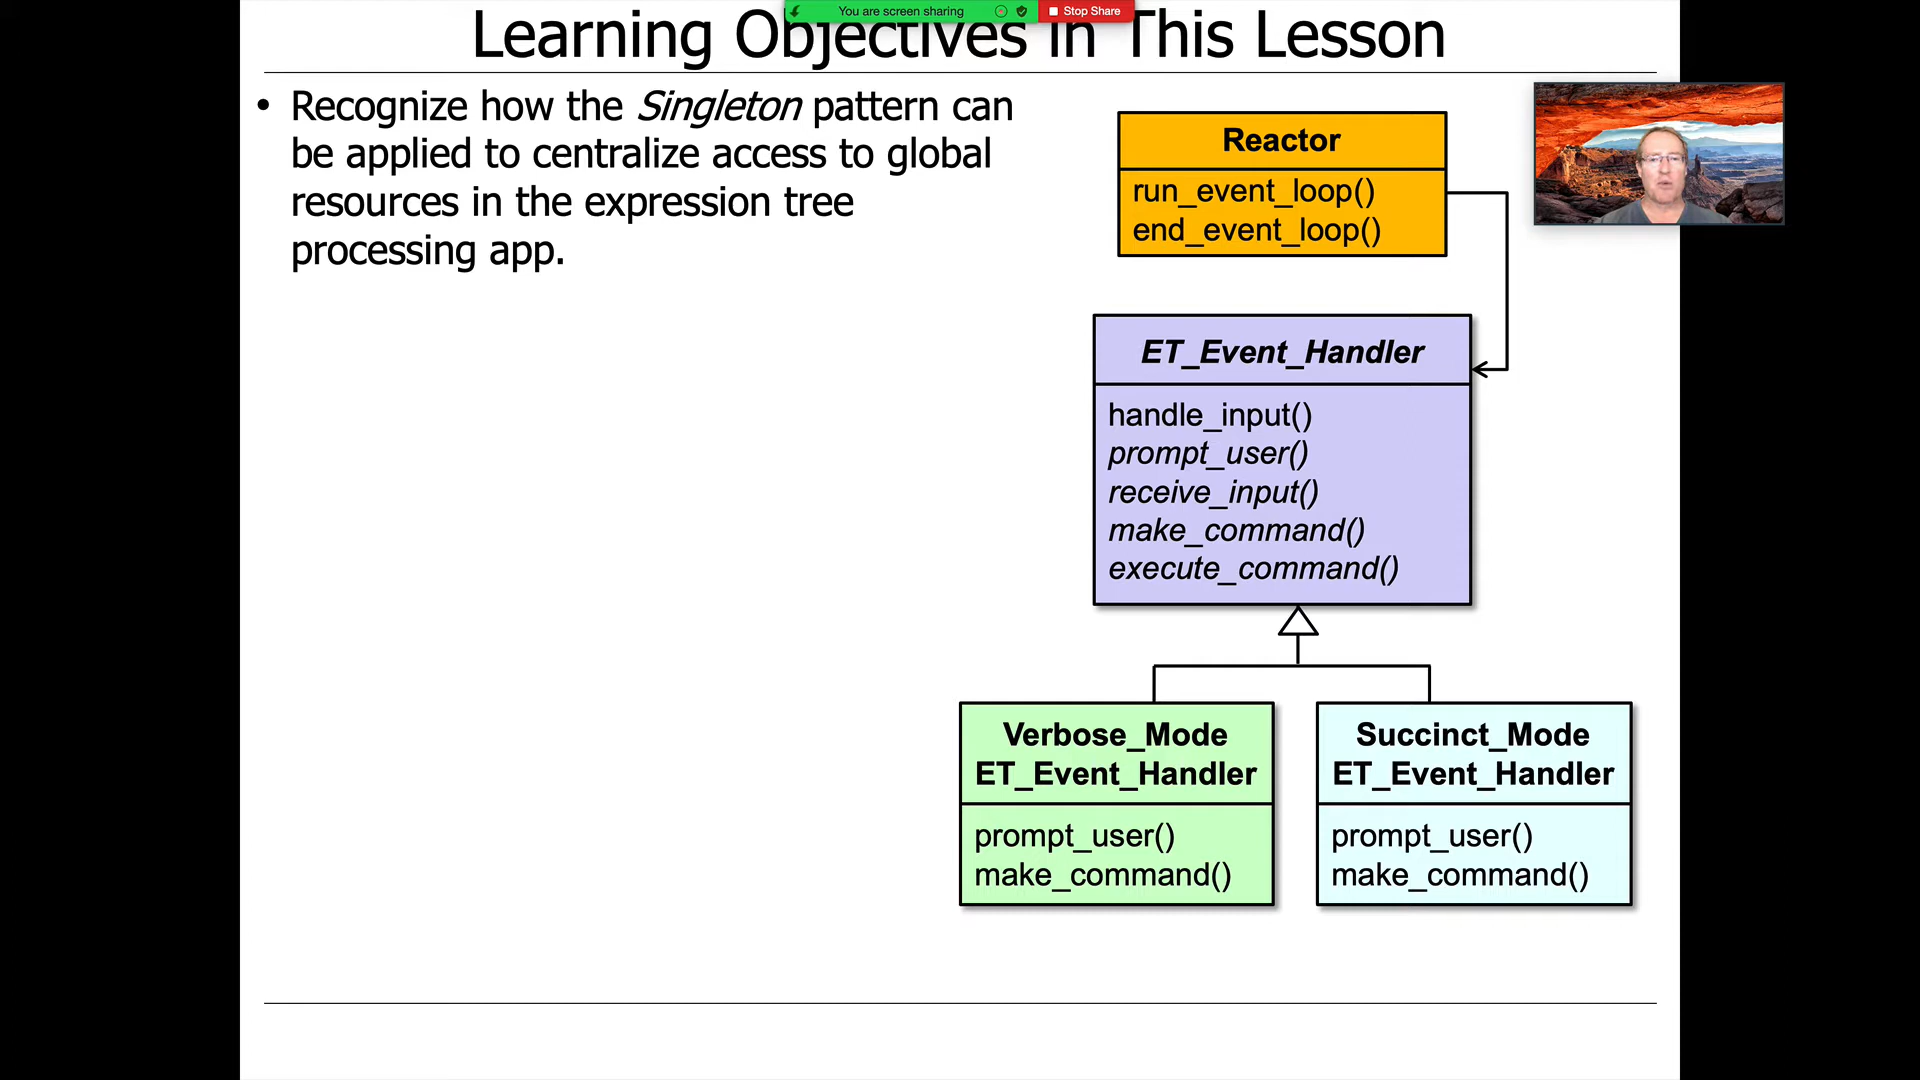 You are screen sharing
Stop Share
Learning Objectives in This Lesson
• Recognize how the Singleton pattern can
be applied to centralize access to global
resources in the expression tree
processing app.
Reactor
run_event_loop()
end_event_loop()
ET_Event_Handler
handle_input()
prompt_user()
receive_input()
make_command()
execute_command()
Verbose_Mode
ET_Event_Handler
prompt_user()
make_command()
Succinct_Mode
ET_Event_Handler
prompt_user()
make_command()